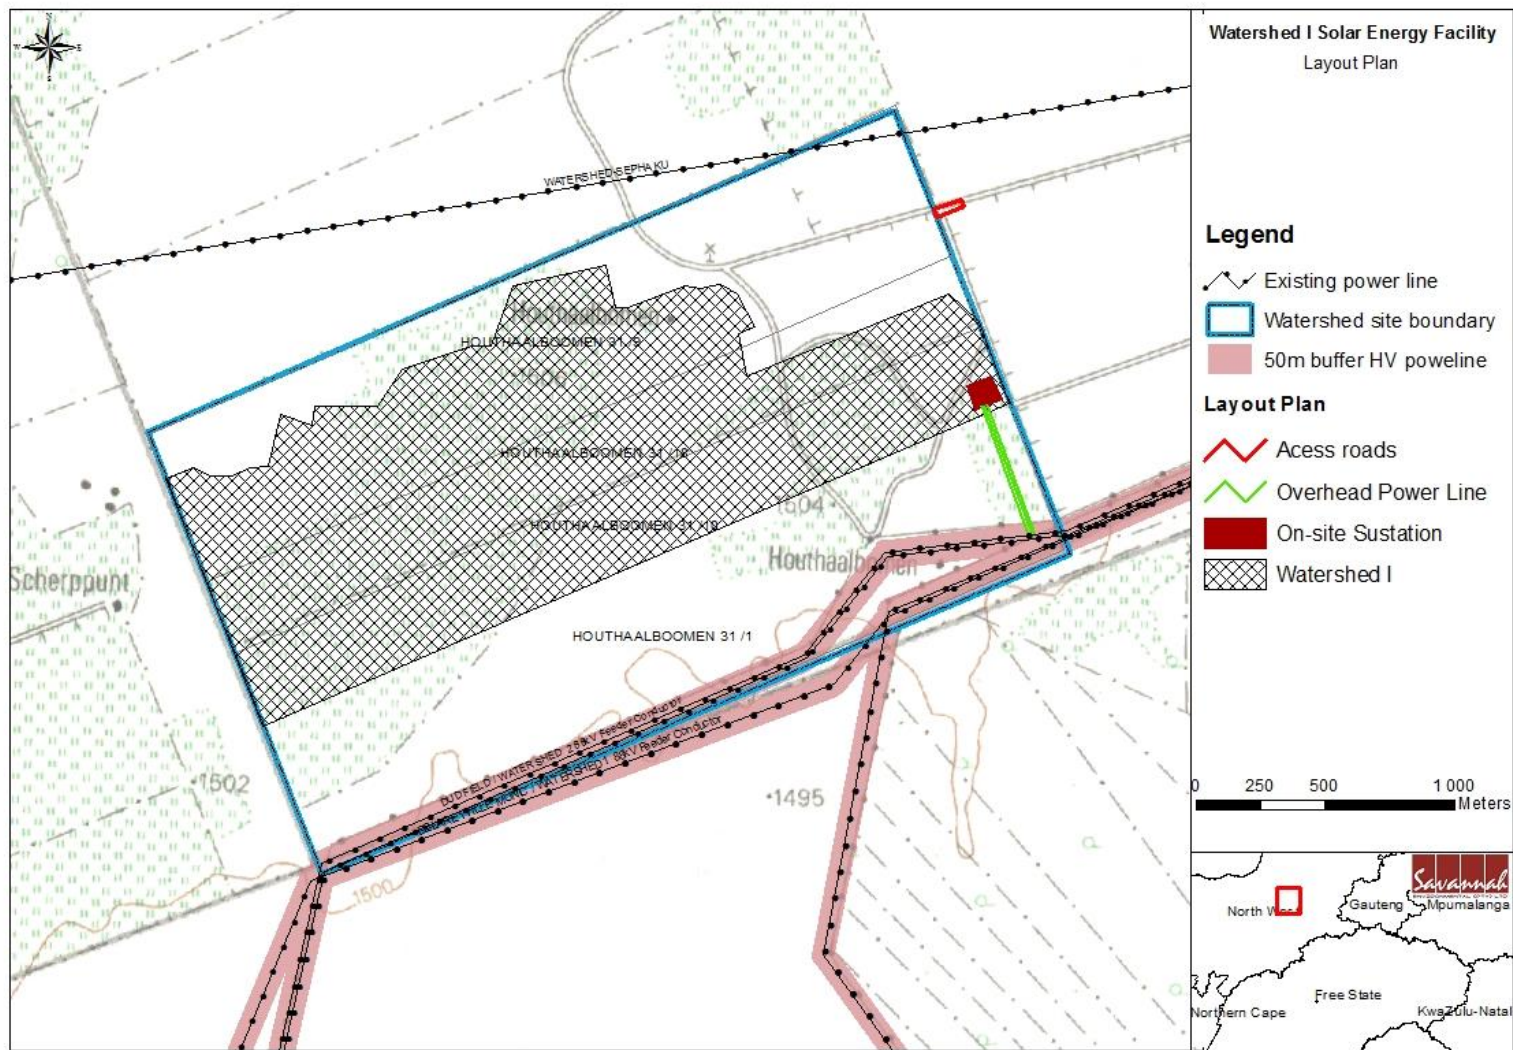 N
W
E
S
WATERSHED-SEPHAKU
Houthaalboomen
HOUTHAALBOOMEN 31 /9
HOUTHAALBOOMEN 31 /18
HOUTHAALBOOMEN 31 /10
1504
Houthaalboomen
Scherppunt
HOUTHAALBOOMEN 31 /1
1502
1495
1500
Watershed I Solar Energy Facility
Layout Plan
Legend
Existing power line
Watershed site boundary
50m buffer HV poweline
Layout Plan
Acess roads
Overhead Power Line
On-site Sustation
Watershed I
0 250 500 1 000
Meters
Savannah
North West
Gauteng
Mpumalanga
Free State
Northern Cape
KwaZulu-Natal